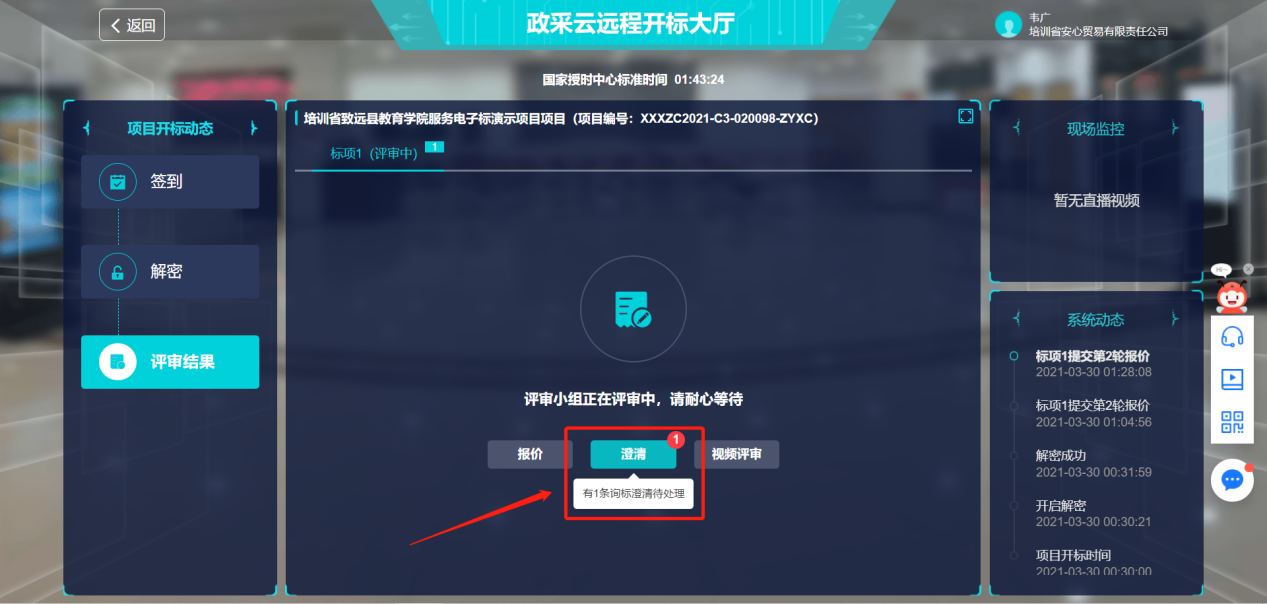 返回
政采云远程开标大厅
韦广
培训省安心贸易有限责任公司
国家授时中心标准时间 01:43:24
项目开标动态
签到
解密
评审结果
培训省致远县教育学院服务电子标演示项目项目（项目编号：XXXZC2021-C3-020098-ZYXC）
标项1（评审中） 1
评审小组正在评审中，请耐心等待
报价
澄清 1
视频评审
有1条询标澄清待处理
现场监控
暂无直播视频
系统动态
标项1提交第2轮报价
2021-03-30 01:28:08
标项1提交第2轮报价
2021-03-30 01:04:56
解密成功
2021-03-30 00:31:59
开启解密
2021-03-30 00:30:21
项目开标时间
2021-03-30 00:30:00
Hi~